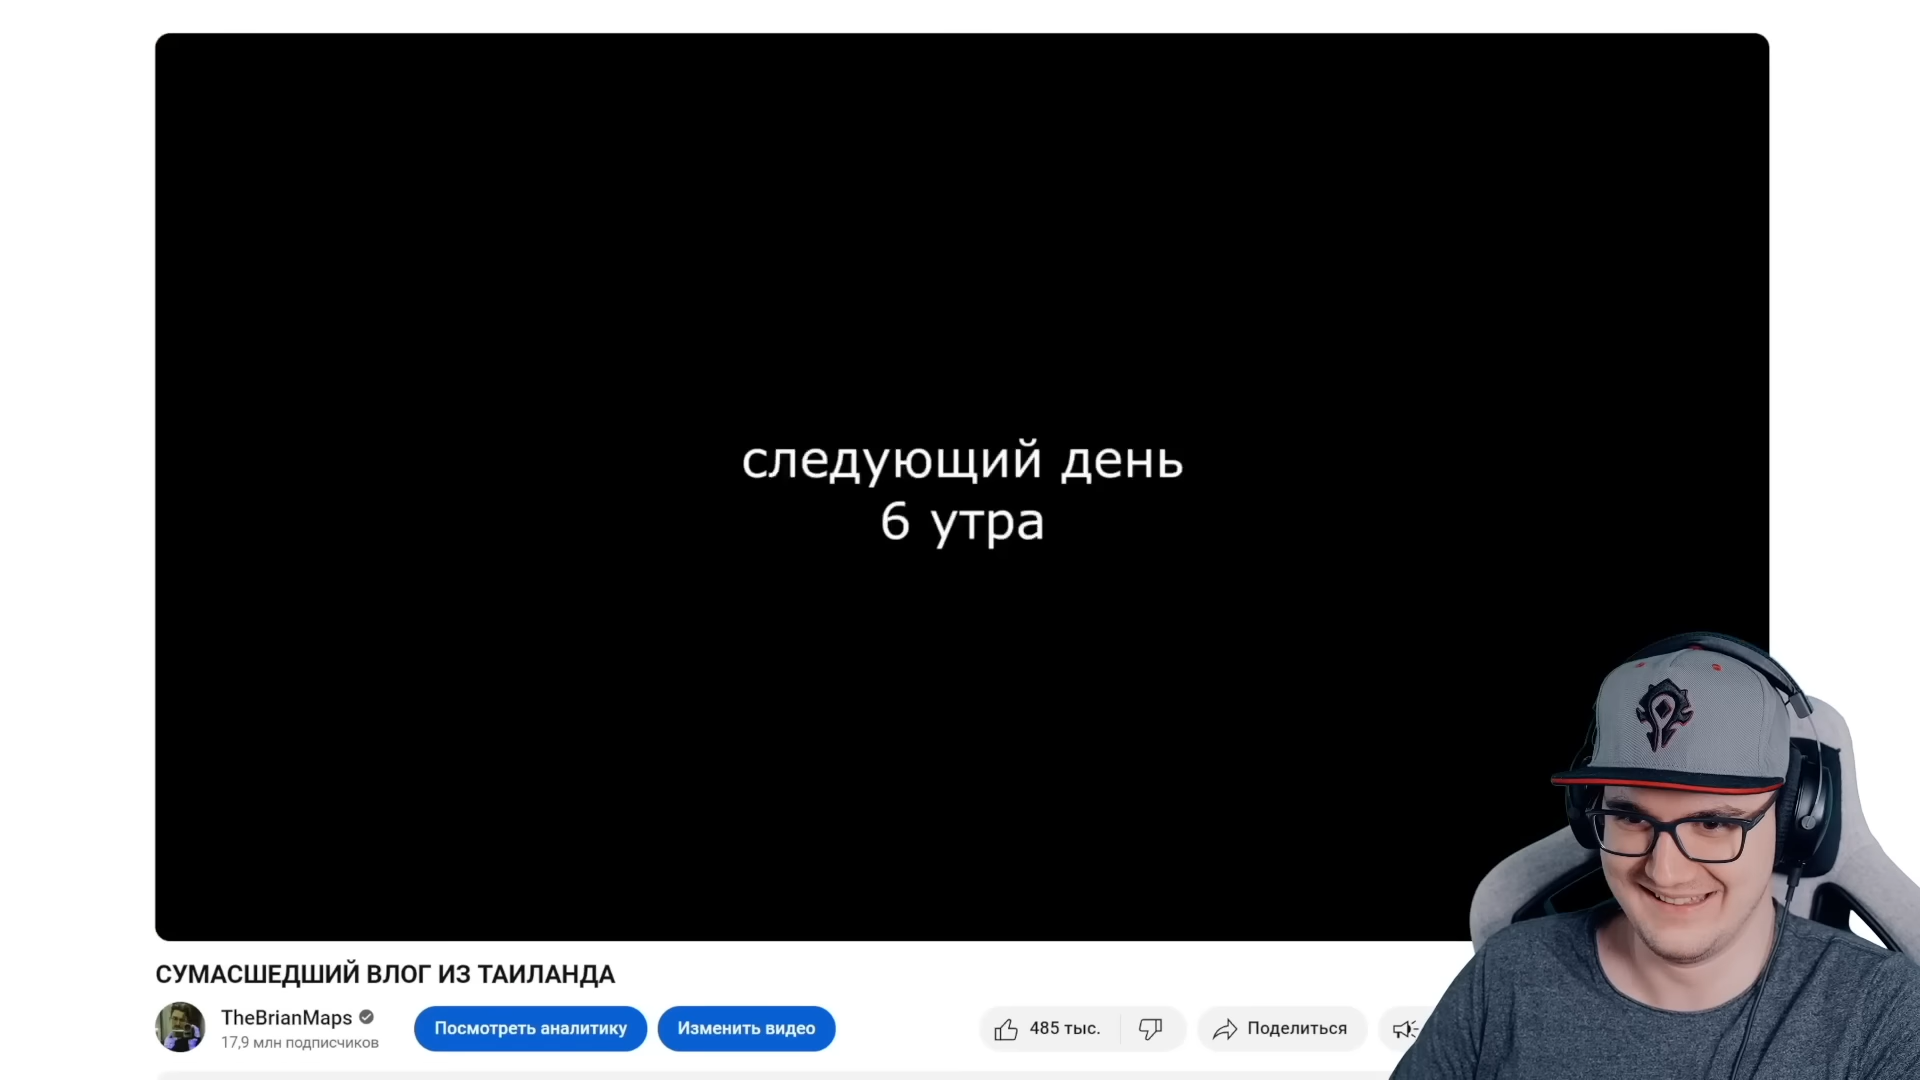 следующий день
6 утра
СУМАСШЕДШИЙ ВЛОГ ИЗ ТАИЛАНДА
TheBrianMaps
17,9 млн подписчиков
Посмотреть аналитику
Изменить видео
485 тыс.
Поделиться